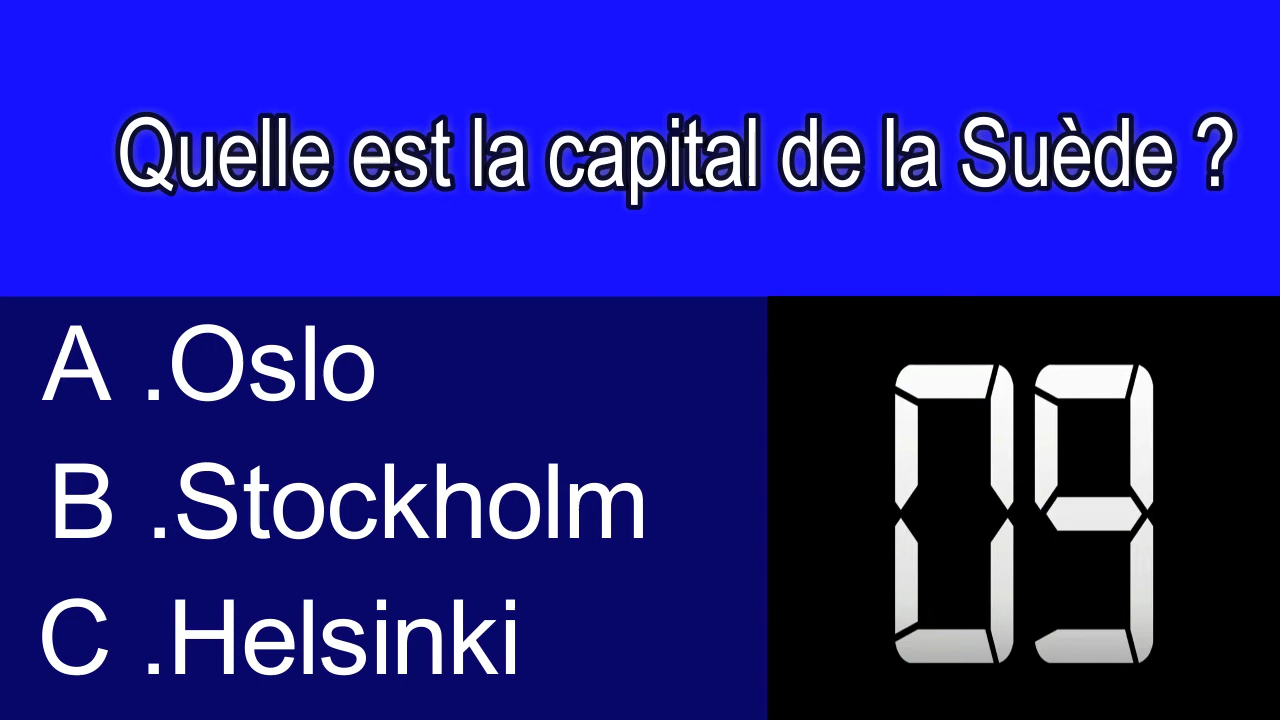 Quelle est la capital de la Suède ?
A .Oslo
B .Stockholm
C .Helsinki
09